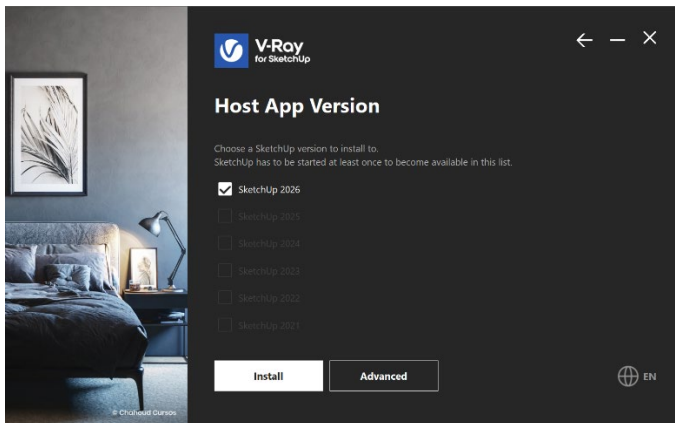 V-Ray
for SketchUp
Host App Version
Choose a SketchUp version to install to.
SketchUp has to be started at least once to become available in this list.
SketchUp 2026
SketchUp 2025
SketchUp 2024
SketchUp 2023
SketchUp 2022
SketchUp 2021
Install
Advanced
EN
© Chahoud Cursos